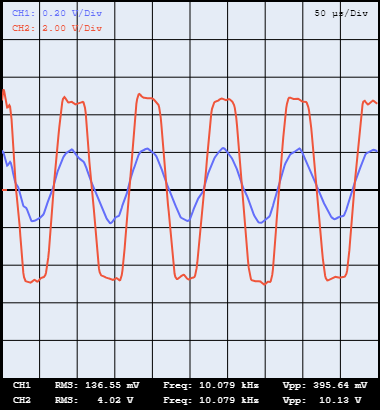 CH1: 0.20 V/Div 50 µs/Div
CH2: 2.00 V/Div
CH1 RMS: 136.55 mV Freq: 10.079 kHz Vpp: 395.64 mV
CH2 RMS: 4.02 V Freq: 10.079 kHz Vpp: 10.13 V